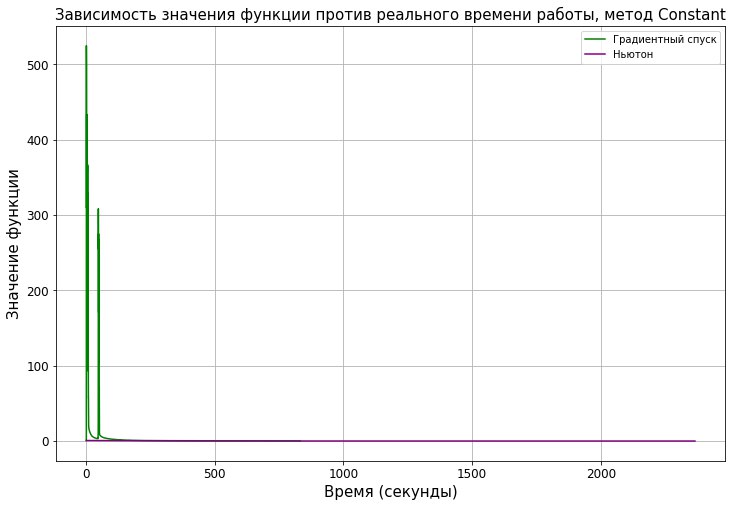 Зависимость значения функции против реального времени работы, метод Constant
Градиентный спуск
Ньютон
Значение функции
500
400
300
200
100
0
0
500
1000
1500
2000
Время (секунды)